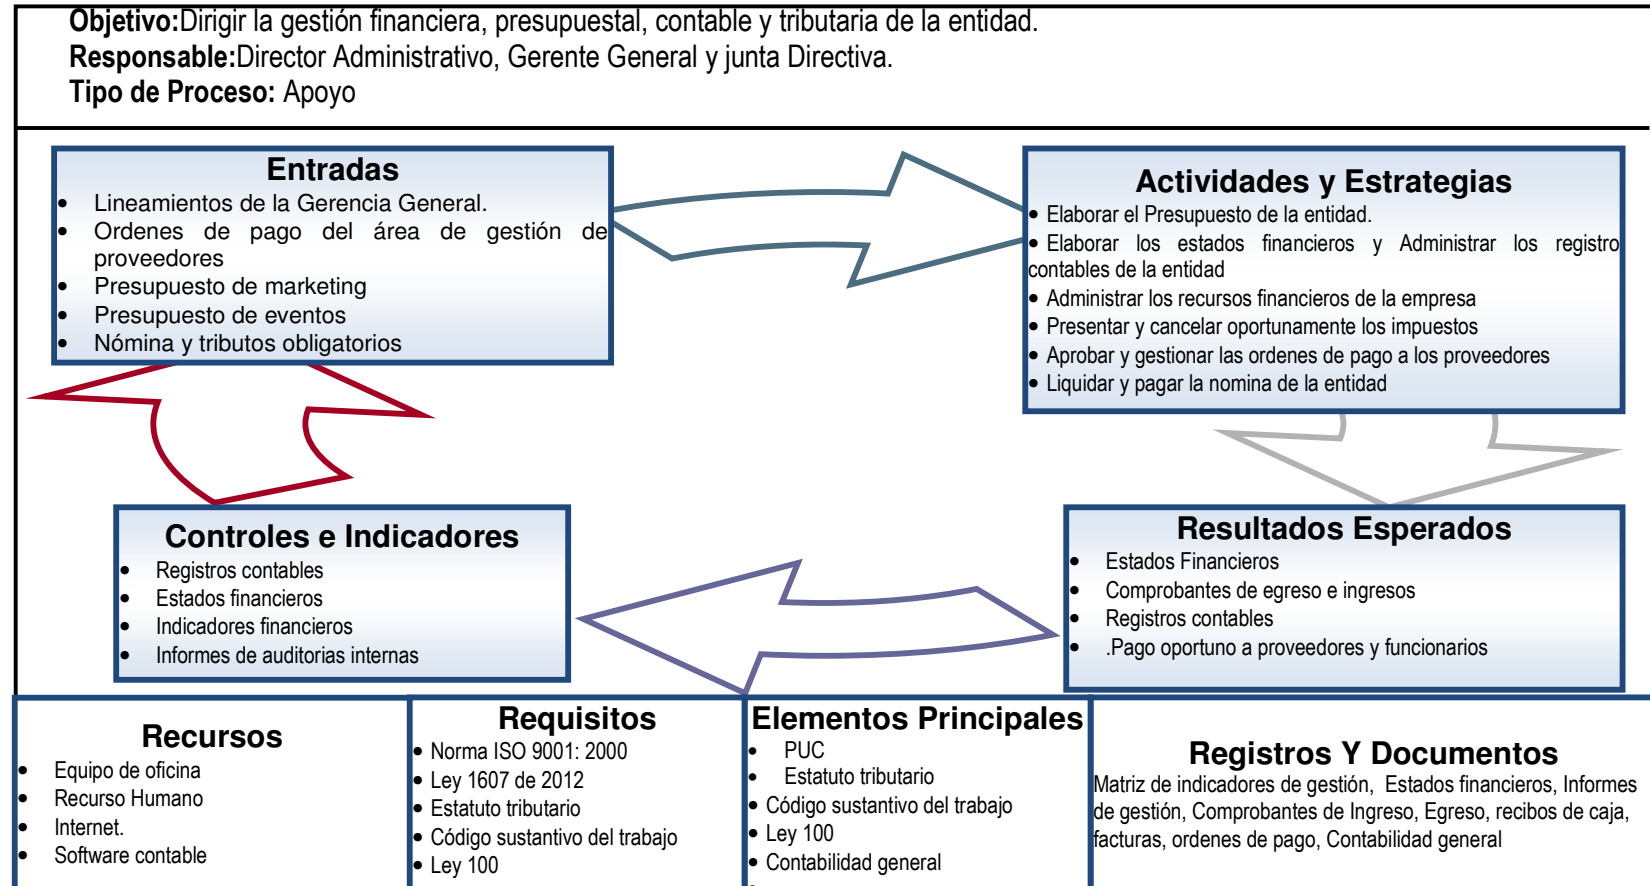 Objetivo:Dirigir la gestión financiera, presupuestal, contable y tributaria de la entidad.
Responsable:Director Administrativo, Gerente General y junta Directiva.
Tipo de Proceso: Apoyo
Entradas
• Lineamientos de la Gerencia General.
• Ordenes de pago del área de gestión de
proveedores
• Presupuesto de marketing
• Presupuesto de eventos
• Nómina y tributos obligatorios
Actividades y Estrategias
• Elaborar el Presupuesto de la entidad.
• Elaborar los estados financieros y Administrar los registro
contables de la entidad
• Administrar los recursos financieros de la empresa
• Presentar y cancelar oportunamente los impuestos
• Aprobar y gestionar las ordenes de pago a los proveedores
• Liquidar y pagar la nomina de la entidad
Controles e Indicadores
• Registros contables
• Estados financieros
• Indicadores financieros
• Informes de auditorias internas
Resultados Esperados
• Estados Financieros
• Comprobantes de egreso e ingresos
• Registros contables
• .Pago oportuno a proveedores y funcionarios
Recursos
• Equipo de oficina
• Recurso Humano
• Internet.
• Software contable
Requisitos
• Norma ISO 9001: 2000
• Ley 1607 de 2012
• Estatuto tributario
• Código sustantivo del trabajo
• Ley 100
Elementos Principales
• PUC
• Estatuto tributario
• Código sustantivo del trabajo
• Ley 100
• Contabilidad general
Registros Y Documentos
Matriz de indicadores de gestión, Estados financieros, Informes
de gestión, Comprobantes de Ingreso, Egreso, recibos de caja,
facturas, ordenes de pago, Contabilidad general